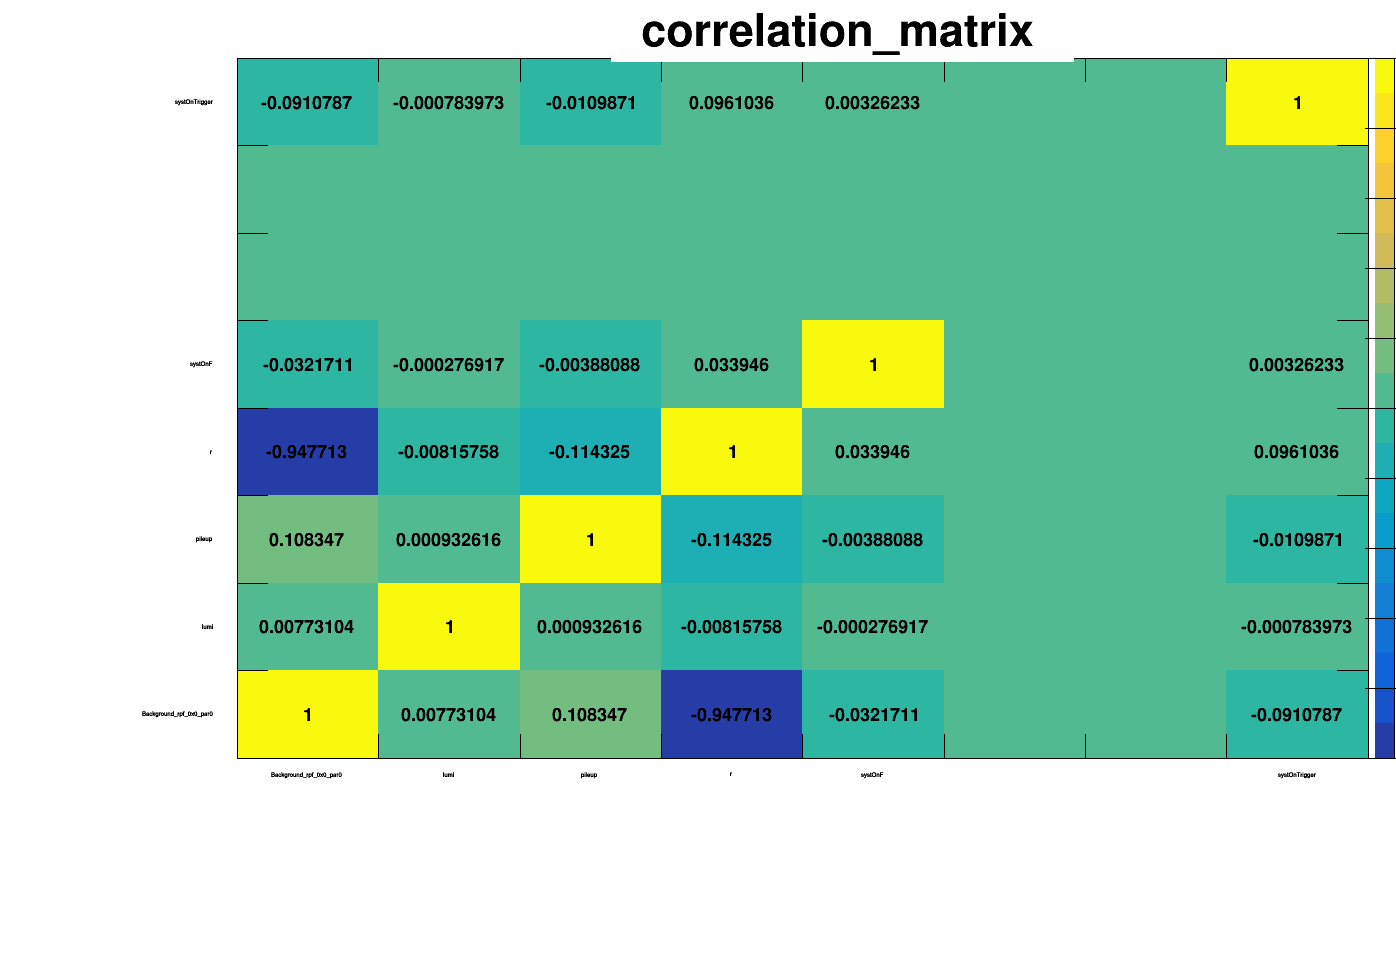 correlation_matrix
systOnTrigger -0.0910787 -0.000783973 -0.0109871 0.0961036 0.00326233 1
systOnF -0.0321711 -0.000276917 -0.00388088 0.033946 1 0.00326233
r -0.947713 -0.00815758 -0.114325 1 0.033946 0.0961036
pileup 0.108347 0.000932616 1 -0.114325 -0.00388088 -0.0109871
lumi 0.00773104 1 0.000932616 -0.00815758 -0.000276917 -0.000783973
Background_rpf_0x0_par0 1 0.00773104 0.108347 -0.947713 -0.0321711 -0.0910787
Background_rpf_0x0_par0 lumi pileup r systOnF systOnTrigger